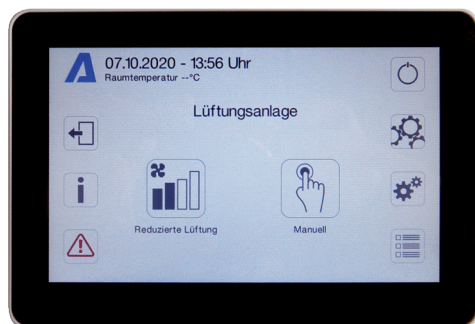 07.10.2020 - 13:56 Uhr
Raumtemperatur --°C
Lüftungsanlage
Reduzierte Lüftung
Manuell